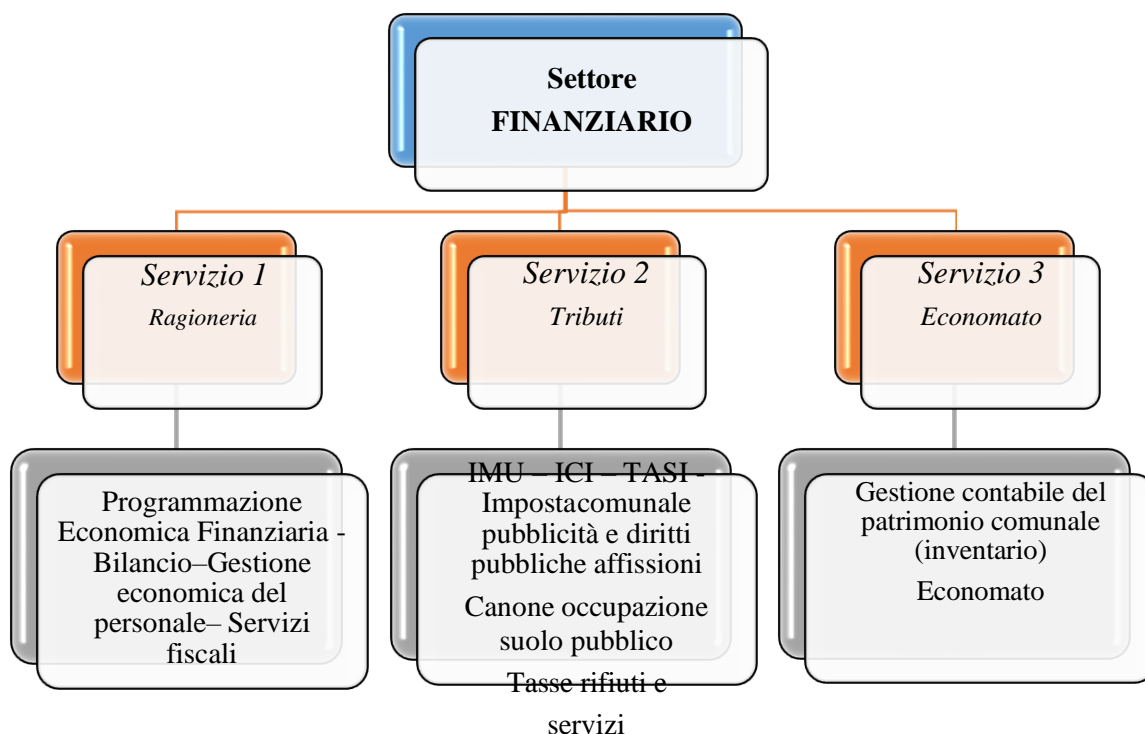 Settore
FINANZIARIO
Servizio 1
Ragioneria
Servizio 2
Tributi
Servizio 3
Economato
Programmazione
Economica Finanziaria -
Bilancio–Gestione
economica del
personale– Servizi
fiscali
IMU – ICI – TASI -
Impostacomunale
pubblicità e diritti
pubbliche affissioni
Canone occupazione
suolo pubblico
Tasse rifiuti e
servizi
Gestione contabile del
patrimonio comunale
(inventario)
Economato